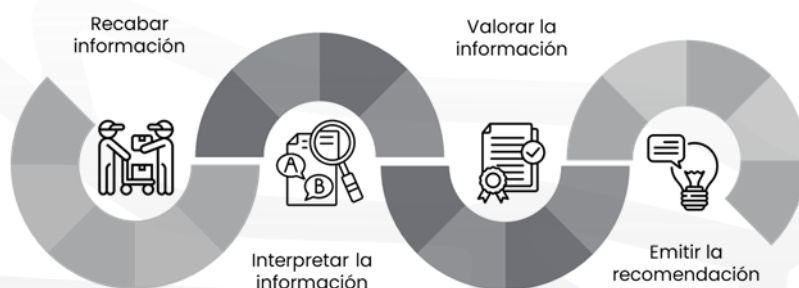 Recabar
información
Interpretar la
información
A
B
Valorar la
información
Emitir la
recomendación